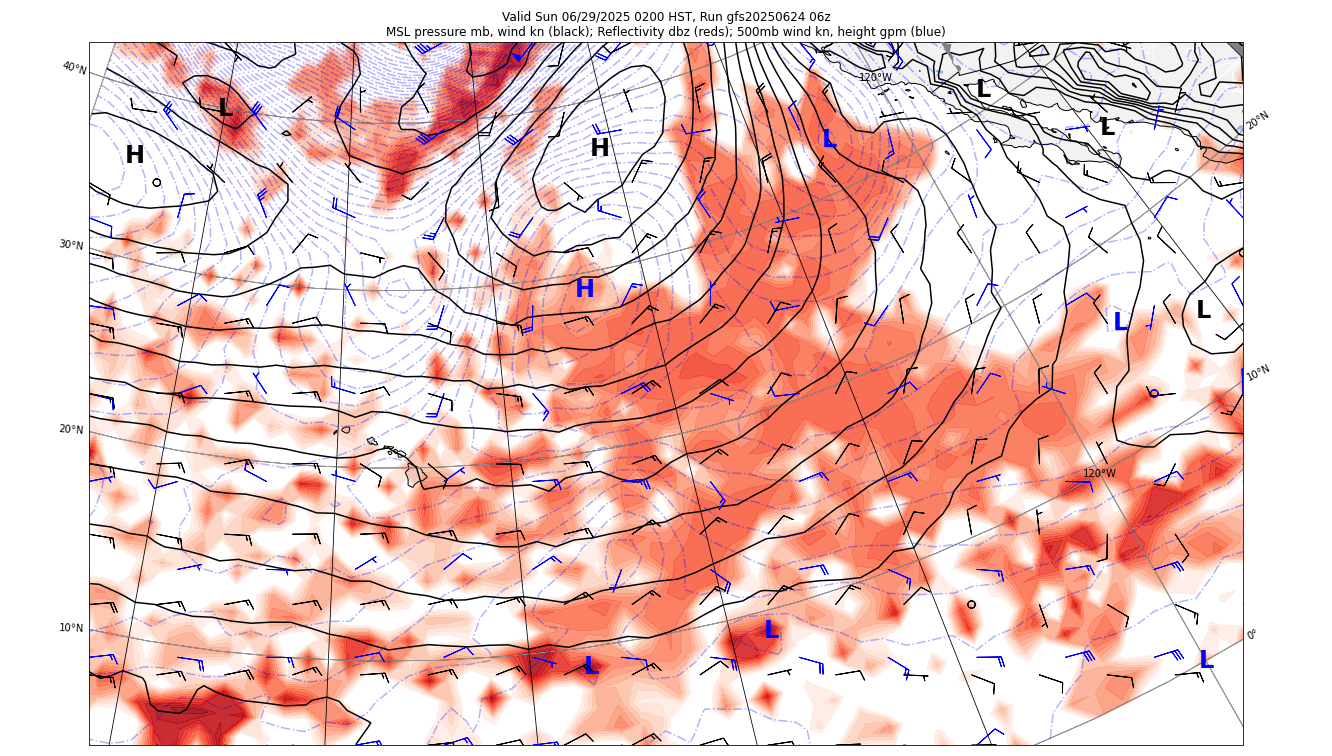 Valid Sun 06/29/2025 0200 HST, Run gfs20250624 06z
MSL pressure mb, wind kn (black); Reflectivity dbz (reds); 500mb wind kn, height gpm (blue)
40°N
120°W
L
L
20°N
L
L
L
H
H
30°N
H
L
L
10°N
20°N
120°W
10°N
L
0°
L
L